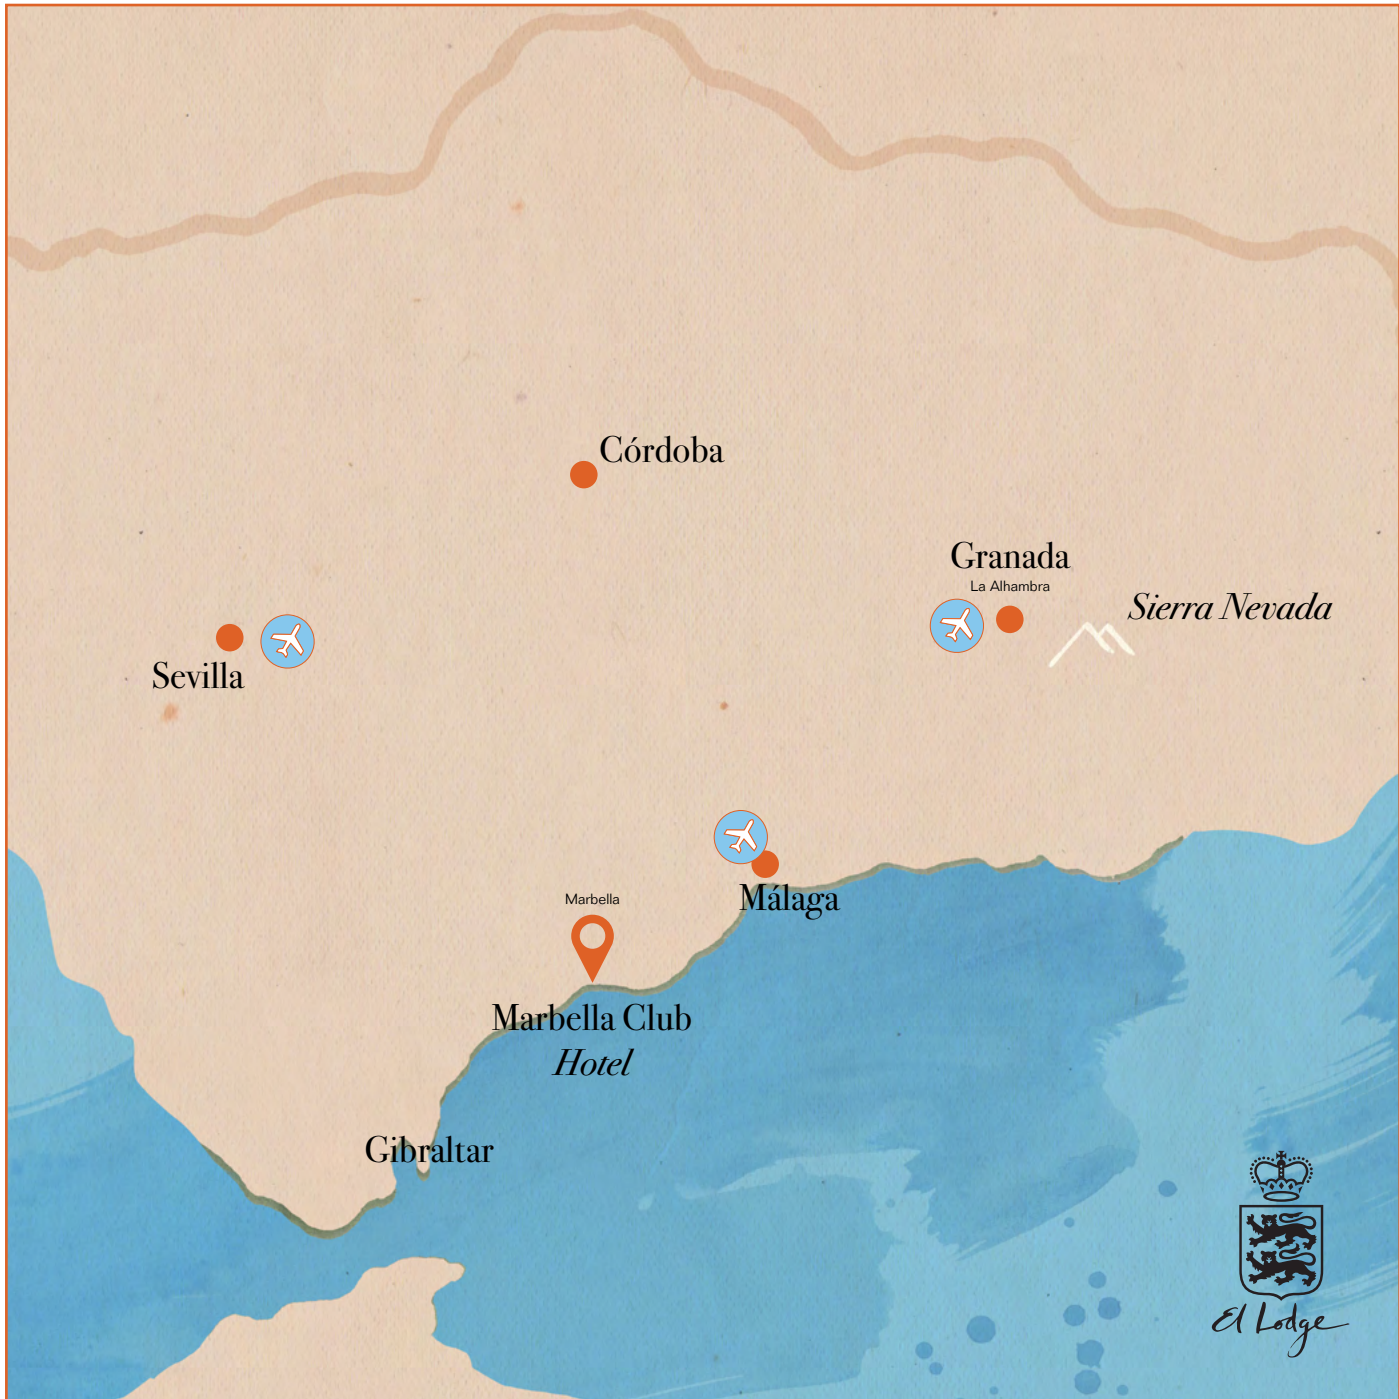 Córdoba
Granada
La Alhambra
Sierra Nevada
Sevilla
Málaga
Marbella
Marbella Club
Hotel
Gibraltar
El Lodge